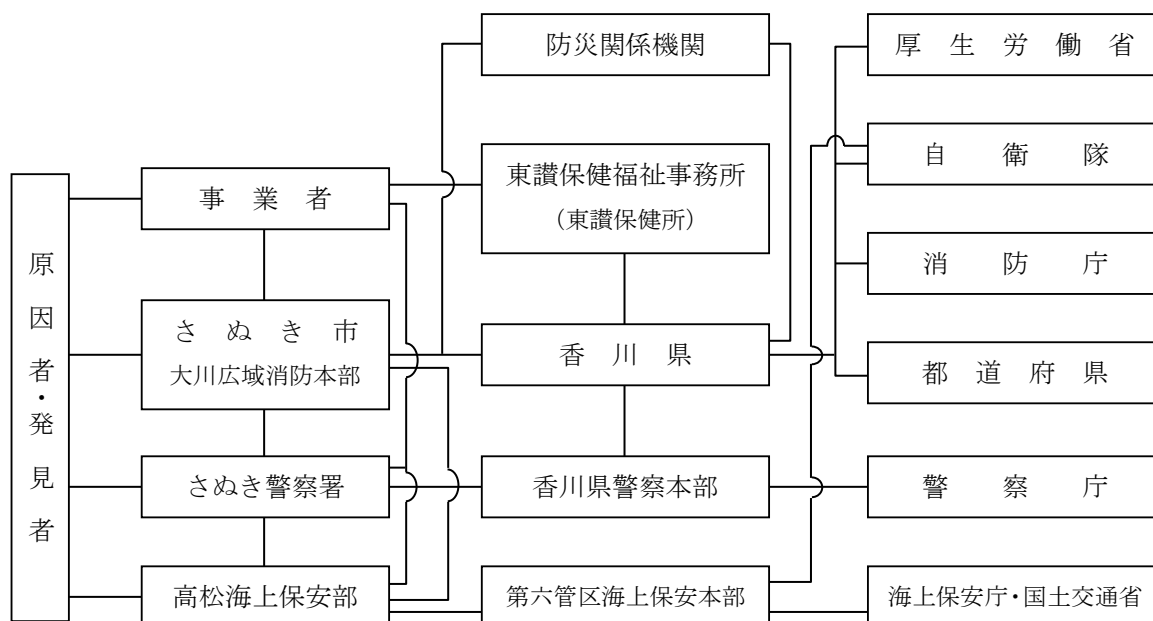 原因者・発見者
事業者
さぬき市
大川広域消防本部
さぬき警察署
高松海上保安部
防災関係機関
東讃保健福祉事務所
（東讃保健所）
香川県
香川県警察本部
第六管区海上保安本部
厚生労働省
自衛隊
消防庁
都道府県
警察庁
海上保安庁・国土交通省